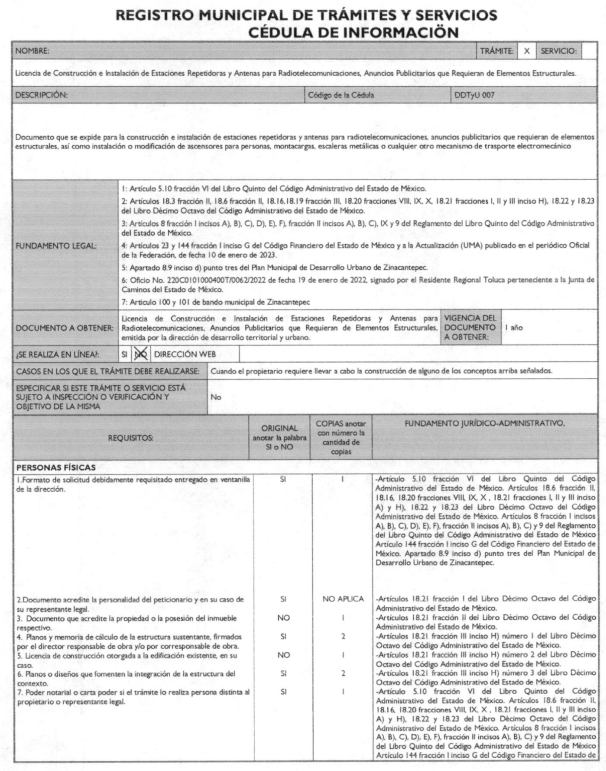 REGISTRO MUNICIPAL DE TRÁMITES Y SERVICIOS
CÉDULA DE INFORMACIÖN
NOMBRE: TRÁMITE: X SERVICIO:
Licencia de Construcción e Instalación de Estaciones Repetidoras y Antenas para Radiotelecomunicaciones, Anuncios Publicitarios que Requieran de Elementos Estructurales.
DESCRIPCIÓN: Código de la Cédula DDTyU 007
Documento que se expide para la construcción e instalación de estaciones repetidoras y antenas para radiotelecomunicaciones, anuncios publicitarios que requieran de elementos
estructurales, así como instalación o modificación de ascensores para personas, montacargas, escaleras metálicas o cualquier otro mecanismo de trasporte electromecánico
FUNDAMENTO LEGAL:
1: Artículo 5.10 fracción VI del Libro Quinto del Código Administrativo del Estado de México.
2: Artículos 18.3 fracción II, 18.6 fracción II, 18.16,18.19 fracción III, 18.20 fracciones VIII, IX, X, 18.21 fracciones I, II y III inciso H), 18.22 y 18.23
del Libro Décimo Octavo del Código Administrativo del Estado de México.
3: Artículos 8 fracción I incisos A), B), C), D), E), F), fracción II incisos A), B), C), IX y 9 del Reglamento del Libro Quinto del Código Administrativo
del Estado de México.
4: Artículos 23 y 144 fracción I inciso G del Código Financiero del Estado de México y a la Actualización (UMA) publicado en el periódico Oficial
de la Federación, de fecha 10 de enero de 2023.
5: Apartado 8.9 inciso d) punto tres del Plan Municipal de Desarrollo Urbano de Zinacantepec.
6: Oficio No. 220C0101000400T/0062/2022 de fecha 19 de enero de 2022, signado por el Residente Regional Toluca perteneciente a la Junta de
Caminos del Estado de México.
7: Artículo 100 y 101 de bando municipal de Zinacantepec
DOCUMENTO A OBTENER:
Licencia de Construcción e Instalación de Estaciones Repetidoras y Antenas para
Radiotelecomunicaciones, Anuncios Publicitarios que Requieran de Elementos Estructurales,
emitida por la dirección de desarrollo territorial y urbano.
VIGENCIA DEL
DOCUMENTO
A OBTENER:
1 año
¿SE REALIZA EN LÍNEA?: SI NO DIRECCIÓN WEB
CASOS EN LOS QUE EL TRÁMITE DEBE REALIZARSE: Cuando el propietario requiere llevar a cabo la construcción de alguno de los conceptos arriba señalados.
ESPECIFICAR SI ESTE TRÁMITE O SERVICIO ESTÁ
SUJETO A INSPECCIÓN O VERIFICACIÓN Y
OBJETIVO DE LA MISMA
No
REQUISITOS:
ORIGINAL
anotar la palabra
SI o NO
COPIAS anotar
con número la
cantidad de
copias
FUNDAMENTO JURÍDICO-ADMINISTRATIVO.
PERSONAS FÍSICAS
1.Formato de solicitud debidamente requisitado entregado en ventanilla
de la dirección.
SI
1
-Artículo 5.10 fracción VI del Libro Quinto del Código
Administrativo del Estado de México. Artículos 18.6 fracción II,
18.16, 18.20 fracciones VIII, IX, X , 18.21 fracciones I, II y III inciso
A) y H), 18.22 y 18.23 del Libro Décimo Octavo del Código
Administrativo del Estado de México. Artículos 8 fracción I incisos
A), B), C), D), E), F), fracción II incisos A), B), C) y 9 del Reglamento
del Libro Quinto del Código Administrativo del Estado de México
Artículo 144 fracción I inciso G del Código Financiero del Estado de
México. Apartado 8.9 inciso d) punto tres del Plan Municipal de
Desarrollo Urbano de Zinacantepec.
2.Documento acredite la personalidad del peticionario y en su caso de
su representante legal.
SI
NO APLICA
-Artículos 18.21 fracción I del Libro Décimo Octavo del Código
Administrativo del Estado de México.
3. Documento que acredite la propiedad o la posesión del inmueble
respectivo.
NO
1
-Artículos 18.21 fracción II del Libro Décimo Octavo del Código
Administrativo del Estado de México.
4. Planos y memoria de cálculo de la estructura sustentante, firmados
por el director responsable de obra y/o por corresponsable de obra.
SI
2
-Artículos 18.21 fracción III inciso H) número 1 del Libro Décimo
Octavo del Código Administrativo del Estado de México.
5. Licencia de construcción otorgada a la edificación existente, en su
caso.
NO
1
-Artículos 18.21 fracción III inciso H) número 2 del Libro Décimo
Octavo del Código Administrativo del Estado de México.
6. Planos o diseños que fomenten la integración de la estructura del
contexto.
SI
2
-Artículos 18.21 fracción III inciso H) número 3 del Libro Décimo
Octavo del Código Administrativo del Estado de México.
7. Poder notarial o carta poder si el trámite lo realiza persona distinta al
propietario o representante legal.
SI
1
-Artículo 5.10 fracción VI del Libro Quinto del Código
Administrativo del Estado de México. Artículos 18.6 fracción II,
18.16, 18.20 fracciones VIII, IX, X , 18.21 fracciones I, II y III inciso
A) y H), 18.22 y 18.23 del Libro Décimo Octavo del Código
Administrativo del Estado de México. Artículos 8 fracción I incisos
A), B), C), D), E), F), fracción II incisos A), B), C) y 9 del Reglamento
del Libro Quinto del Código Administrativo del Estado de México
Artículo 144 fracción I inciso G del Código Financiero del Estado de